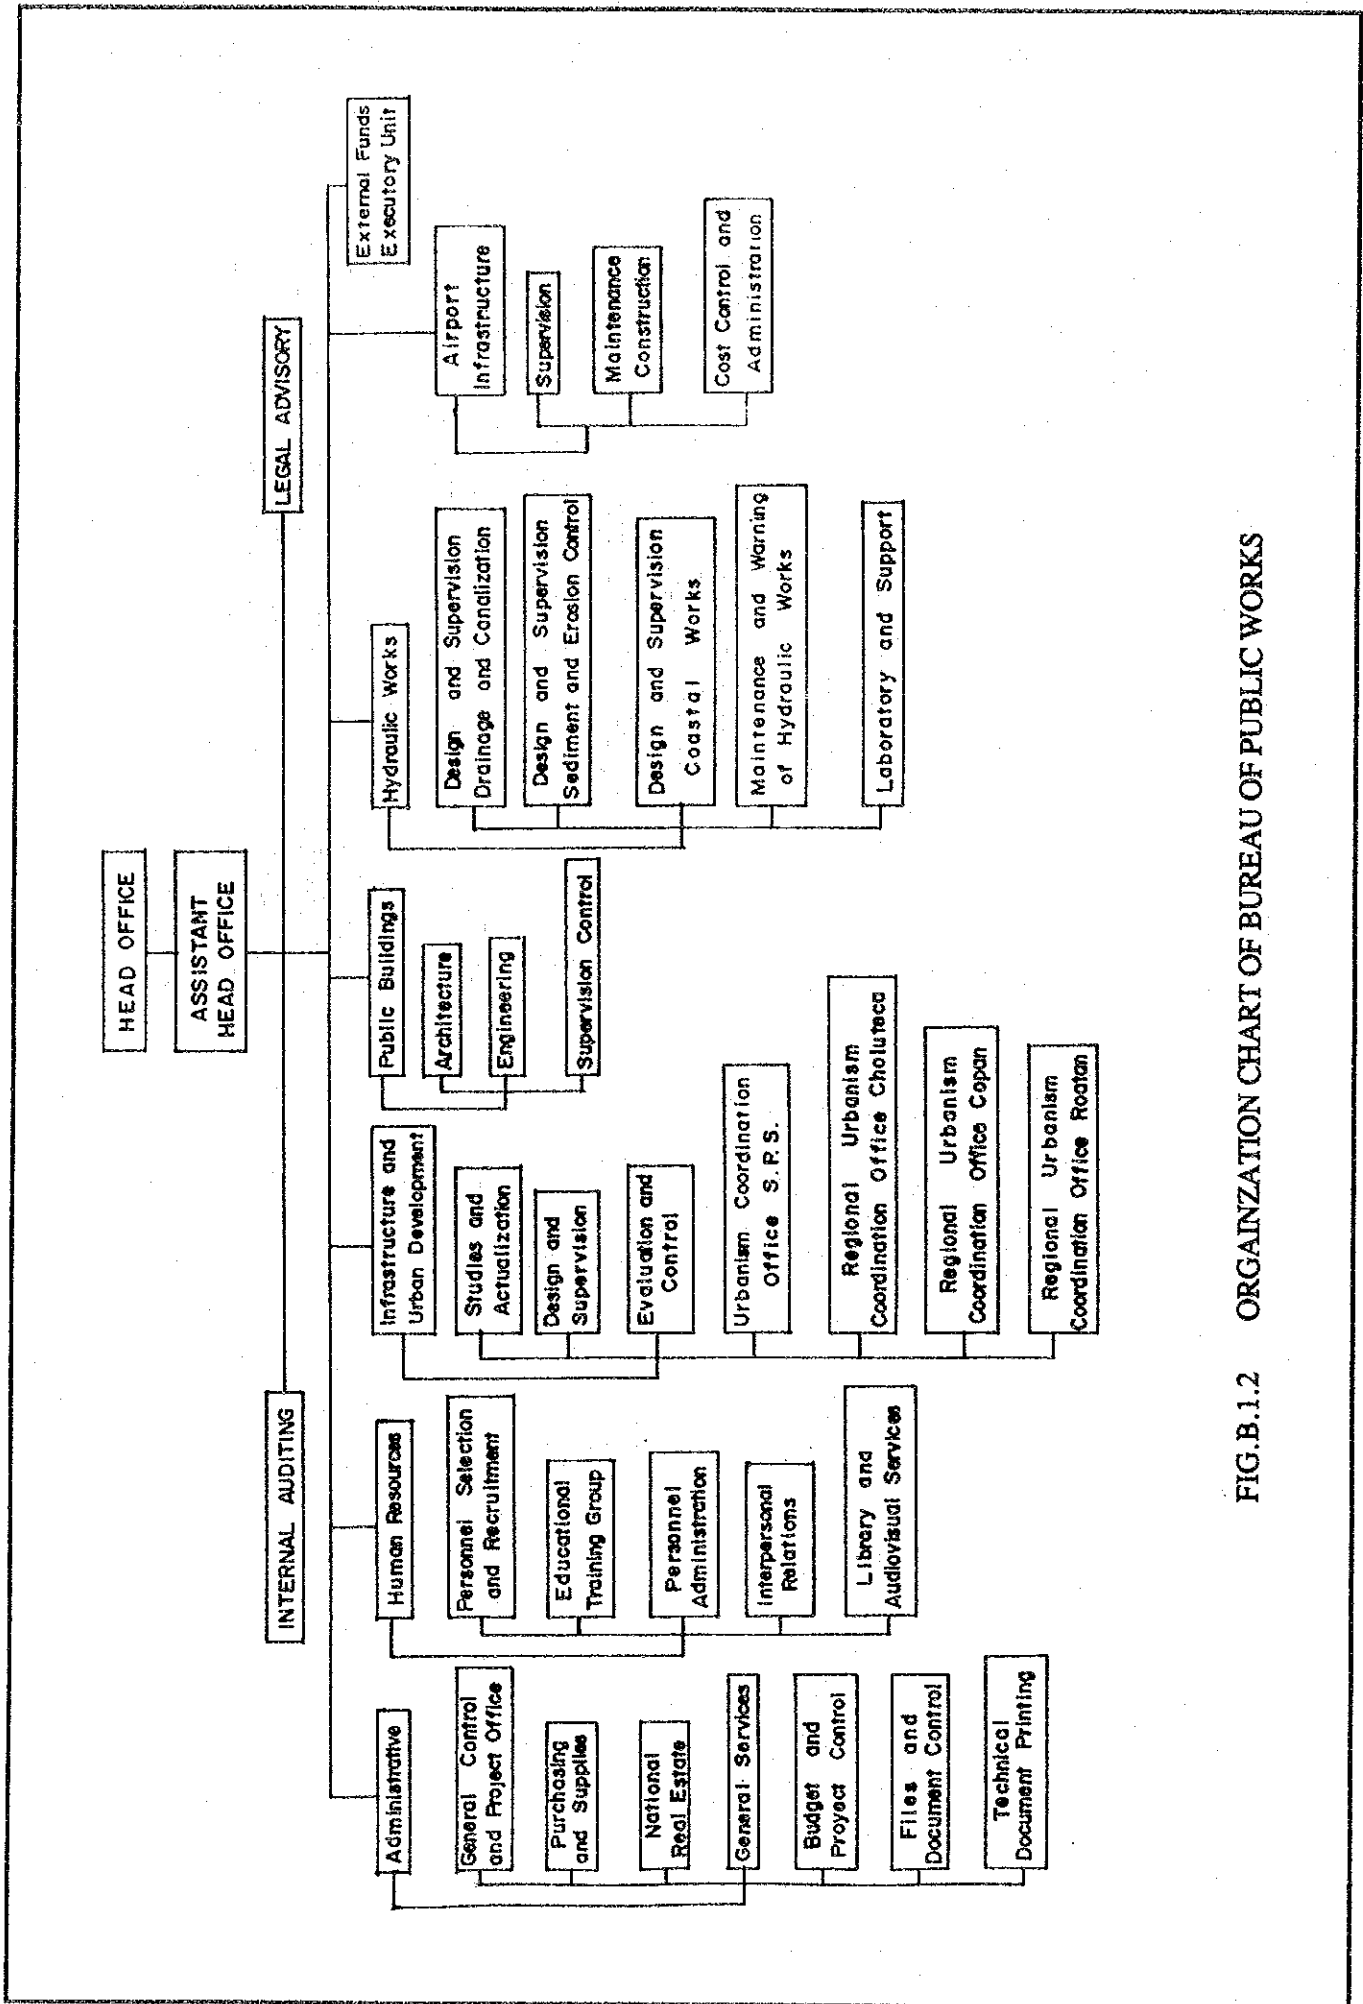 HEAD OFFICE
ASSISTANT
HEAD OFFICE
INTERNAL AUDITING
LEGAL ADVISORY
Administrative
General Control
and Project Office
Purchasing
and Supplies
National
Real Estate
General Services
Budget and
Proyect Control
Files and
Document Control
Technical
Document Printing
Human Resources
Personnel Selection
and Recruitment
Educational
Training Group
Personnel
Administration
Interpersonal
Relations
Library and
Audiovisual Services
Infrastructure and
Urban Development
Studies and
Actualization
Design and
Supervision
Evaluation and
Control
Urbanism Coordination
Office S.P.S.
Regional Urbanism
Coordination Office Choluteca
Regional Urbanism
Coordination Office Copan
Regional Urbanism
Coordination Office Roatan
Public Buildings
Architecture
Engineering
Supervision Control
Hydraulic Works
Design and Supervision
Drainage and Canalization
Design and Supervision
Sediment and Erosion Control
Design and Supervision
Coastal Works
Maintenance and Warning
of Hydraulic Works
Laboratory and Support
Airport
Infrastructure
Supervision
Maintenance
Construction
Cost Control and
Administration
External Funds
Executory Unit
FIG.B.1.2 ORGAINZATION CHART OF BUREAU OF PUBLIC WORKS